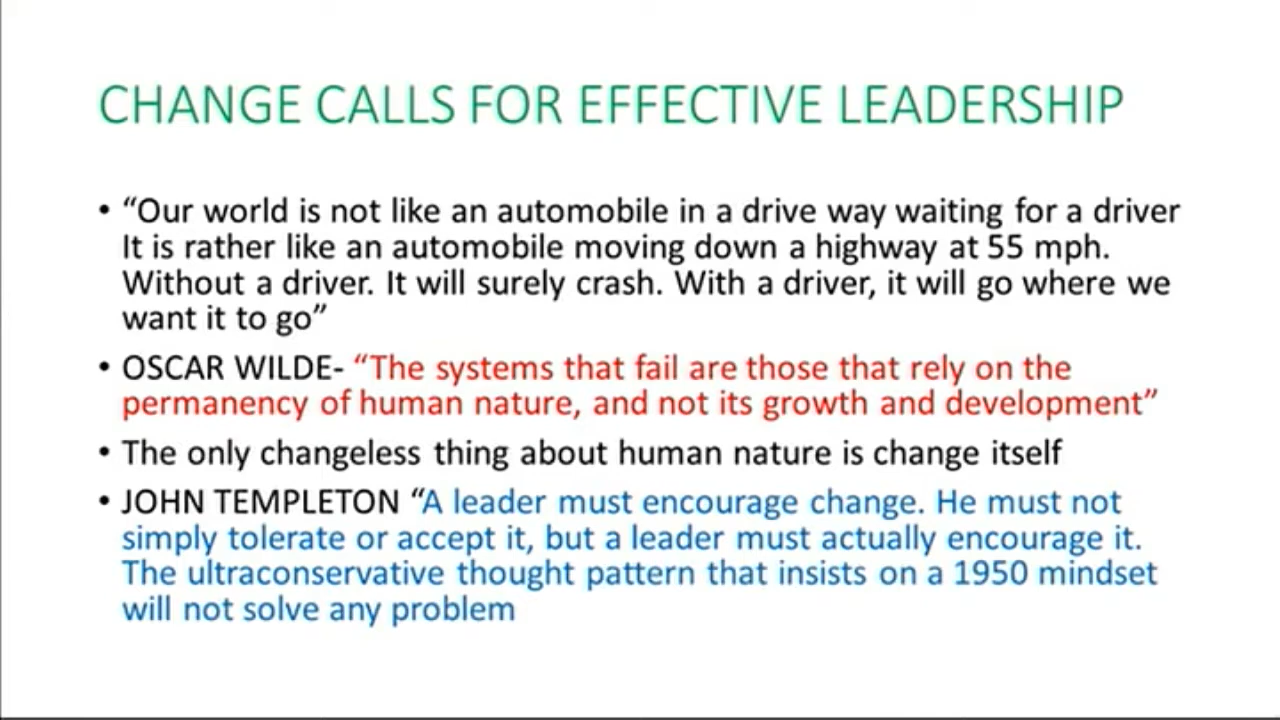 CHANGE CALLS FOR EFFECTIVE LEADERSHIP
• “Our world is not like an automobile in a drive way waiting for a driver
It is rather like an automobile moving down a highway at 55 mph.
Without a driver. It will surely crash. With a driver, it will go where we
want it to go”
• OSCAR WILDE- “The systems that fail are those that rely on the
permanency of human nature, and not its growth and development”
• The only changeless thing about human nature is change itself
• JOHN TEMPLETON “A leader must encourage change. He must not
simply tolerate or accept it, but a leader must actually encourage it.
The ultraconservative thought pattern that insists on a 1950 mindset
will not solve any problem